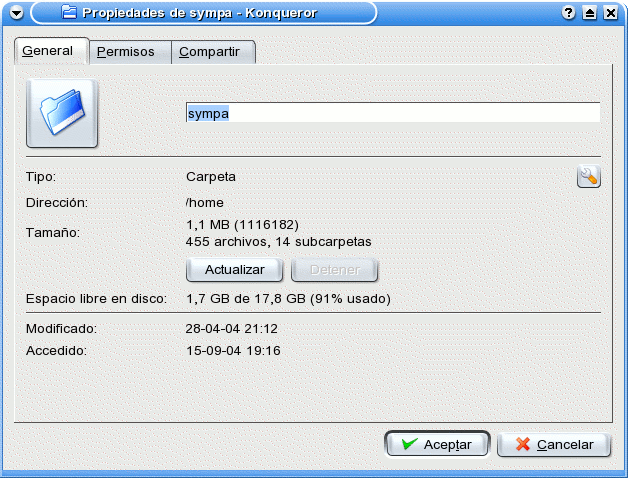 Propiedades de sympa - Konqueror
General Permisos Compartir
sympa
Tipo: Carpeta
Dirección: /home
Tamaño: 1,1 MB (1116182)
455 archivos, 14 subcarpetas
Actualizar Detener
Espacio libre en disco: 1,7 GB de 17,8 GB (91% usado)
Modificado: 28-04-04 21:12
Accedido: 15-09-04 19:16
Aceptar Cancelar